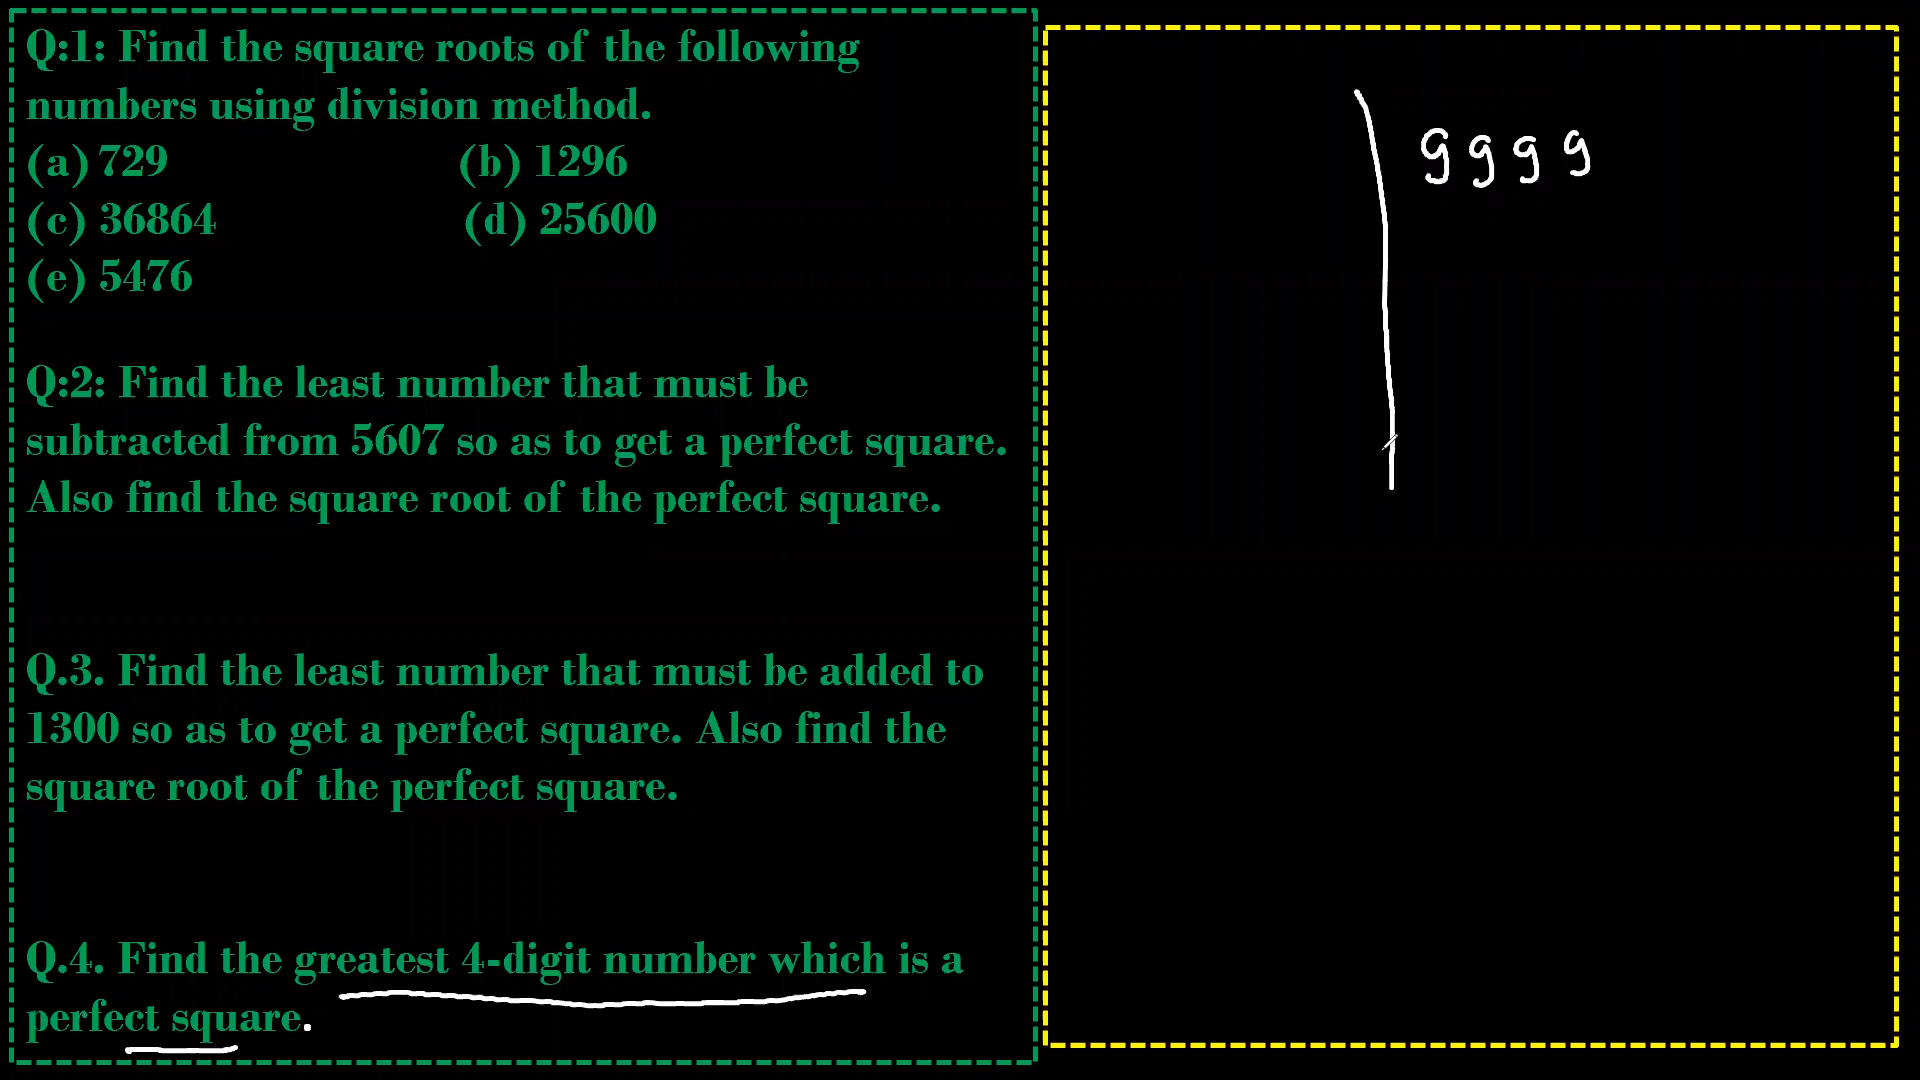 Q:1: Find the square roots of the following
numbers using division method.
(a) 729 (b) 1296
(c) 36864 (d) 25600
(e) 5476
Q:2: Find the least number that must be
subtracted from 5607 so as to get a perfect square.
Also find the square root of the perfect square.
Q.3. Find the least number that must be added to
1300 so as to get a perfect square. Also find the
square root of the perfect square.
Q.4. Find the greatest 4-digit number which is a
perfect square.
9999